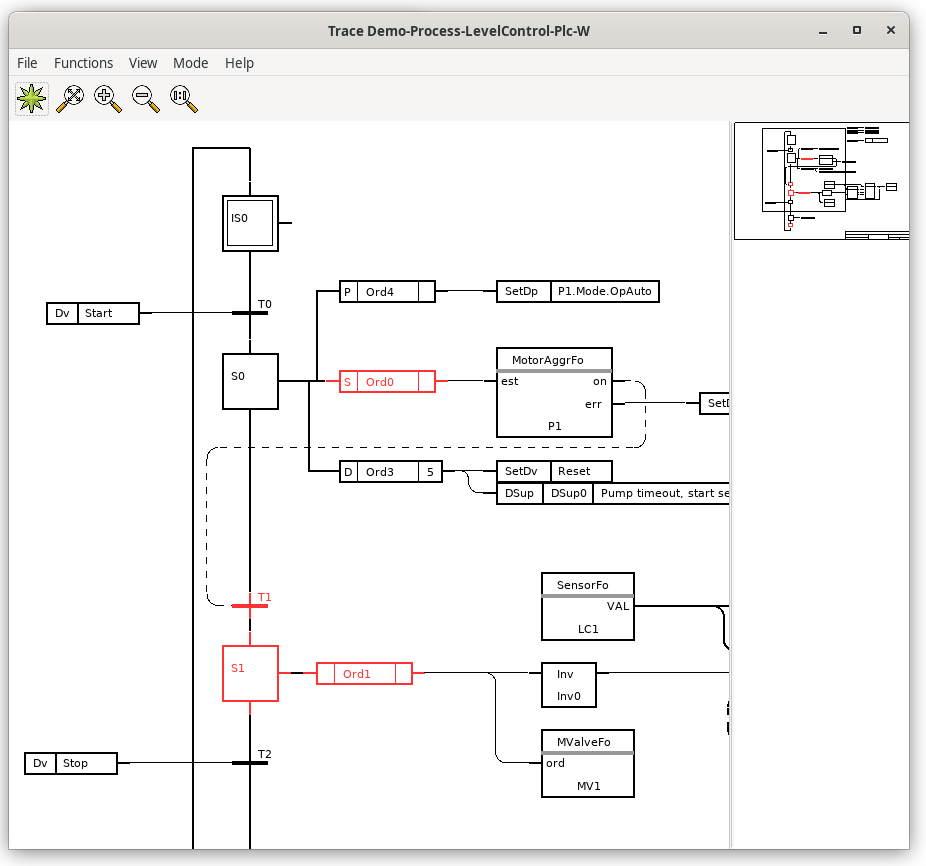 Trace Demo-Process-LevelControl-Plc-W
File Functions View Mode Help
IS0
P Ord4
SetDp P1.Mode.OpAuto
T0
Dv Start
MotorAggrFo
S0
S Ord0
est on
err
SetD
P1
D Ord3 5
SetDv Reset
DSup DSup0 Pump timeout, start se
SensorFo
T1
VAL
LC1
S1
Ord1
Inv
Inv0
MValveFo
T2
Dv Stop
ord
MV1